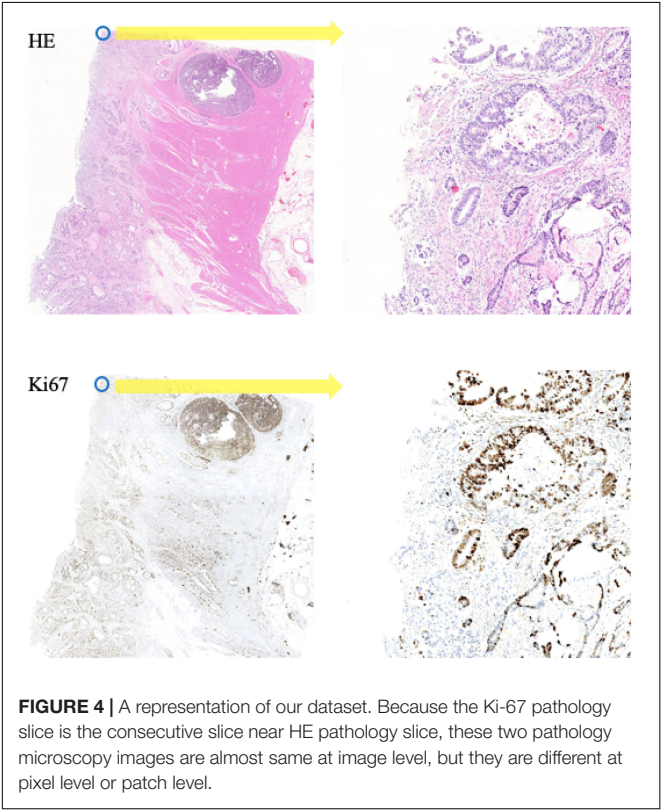 HE
Ki67
FIGURE 4 | A representation of our dataset. Because the Ki-67 pathology
slice is the consecutive slice near HE pathology slice, these two pathology
microscopy images are almost same at image level, but they are different at
pixel level or patch level.